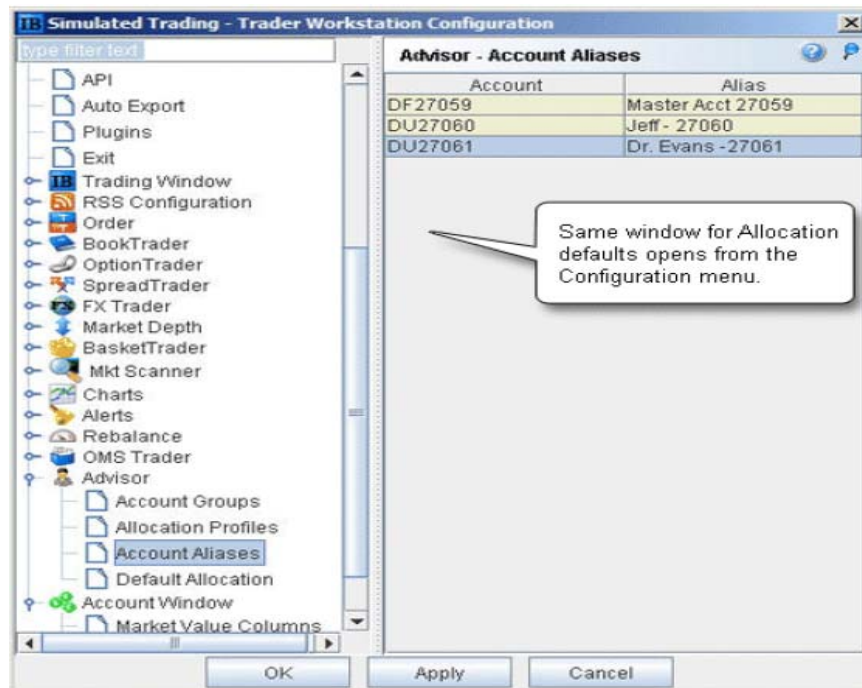 IB Simulated Trading - Trader Workstation Configuration
type filter text
API
Auto Export
Plugins
Exit
IB Trading Window
RSS Configuration
Order
BookTrader
OptionTrader
SpreadTrader
FX FX Trader
Market Depth
BasketTrader
Mkt Scanner
Charts
Alerts
Rebalance
OMS Trader
Advisor
Account Groups
Allocation Profiles
Account Aliases
Default Allocation
Account Window
Market Value Columns
Advisor - Account Aliases
Account Alias
DF27059 Master Acct 27059
DU27060 Jeff - 27060
DU27061 Dr. Evans -27061
Same window for Allocation
defaults opens from the
Configuration menu.
OK Apply Cancel